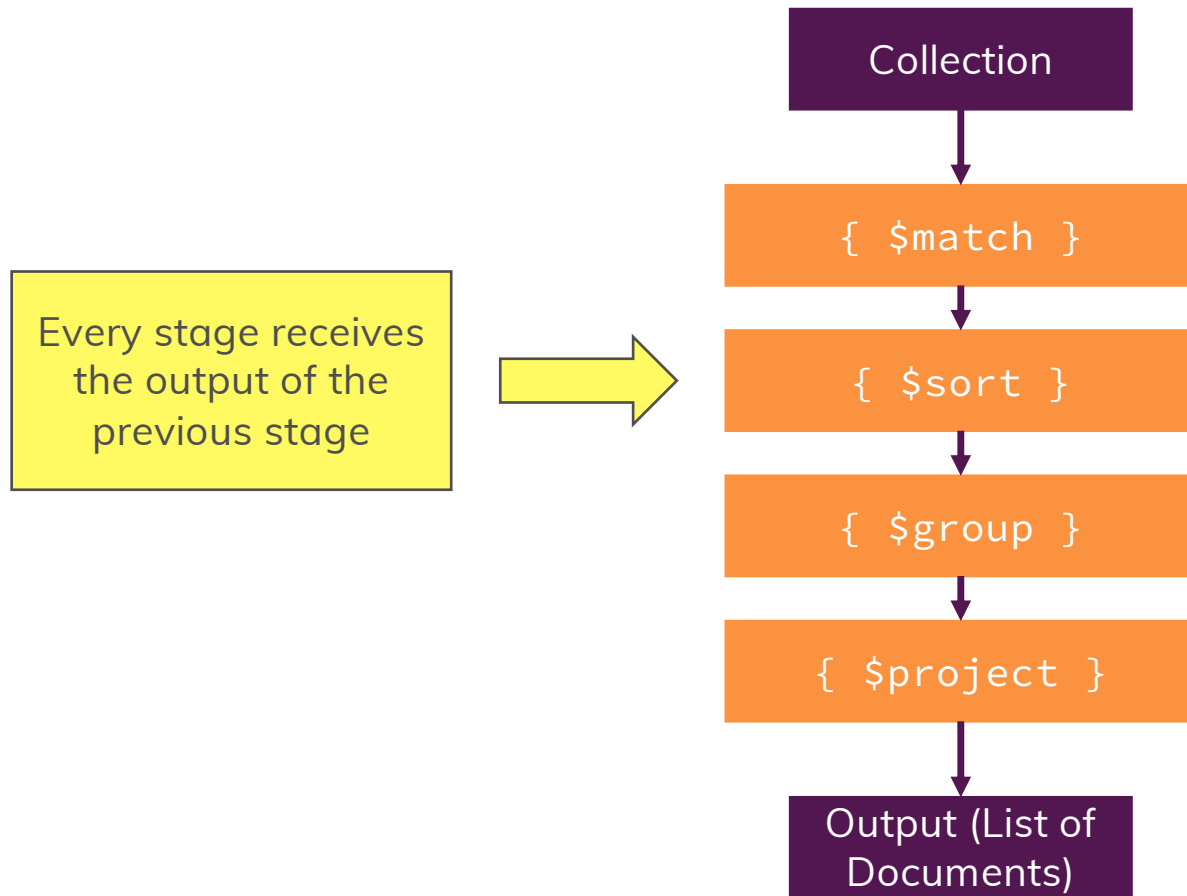 Collection
{ $match }
Every stage receives
the output of the
previous stage
{ $sort }
{ $group }
{ $project }
Output (List of
Documents)